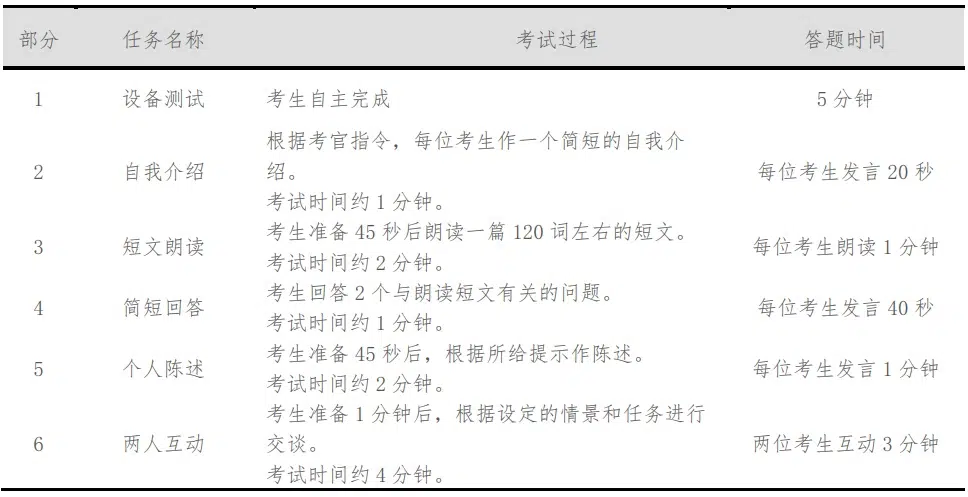 部分 任务名称 考试过程 答题时间
1 设备测试 考生自主完成 5 分钟
根据考官指令，每位考生作一个简短的自我介
2 自我介绍 绍。 每位考生发言 20 秒
考试时间约 1 分钟。
考生准备 45 秒后朗读一篇 120 词左右的短文。
3 短文朗读 每位考生朗读 1 分钟
考试时间约 2 分钟。
考生回答 2 个与朗读短文有关的问题。
4 简短回答 每位考生发言 40 秒
考试时间约 1 分钟。
考生准备 45 秒后，根据所给提示作陈述。
5 个人陈述 每位考生发言 1 分钟
考试时间约 2 分钟。
考生准备 1 分钟后，根据设定的情景和任务进行
6 两人互动 交谈。 两位考生互动 3 分钟
考试时间约 4 分钟。